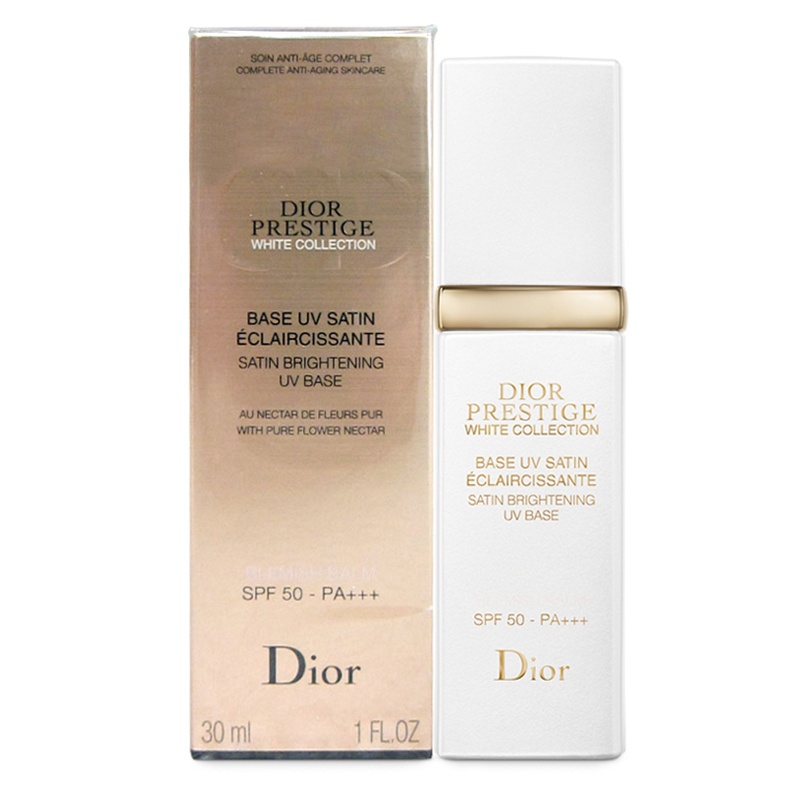 SOIN ANTI-ÂGE COMPLET
COMPLETE ANTI-AGING SKINCARE
DIOR
PRESTIGE
WHITE COLLECTION
BASE UV SATIN
ÉCLAIRCISSANTE
SATIN BRIGHTENING
UV BASE
AU NECTAR DE FLEURS PUR
WITH PURE FLOWER NECTAR
BLEMISH BALM
SPF 50 - PA+++
Dior
30 ml 1 FL.OZ
DIOR
PRESTIGE
WHITE COLLECTION
BASE UV SATIN
ÉCLAIRCISSANTE
SATIN BRIGHTENING
UV BASE
SPF 50 - PA+++
Dior